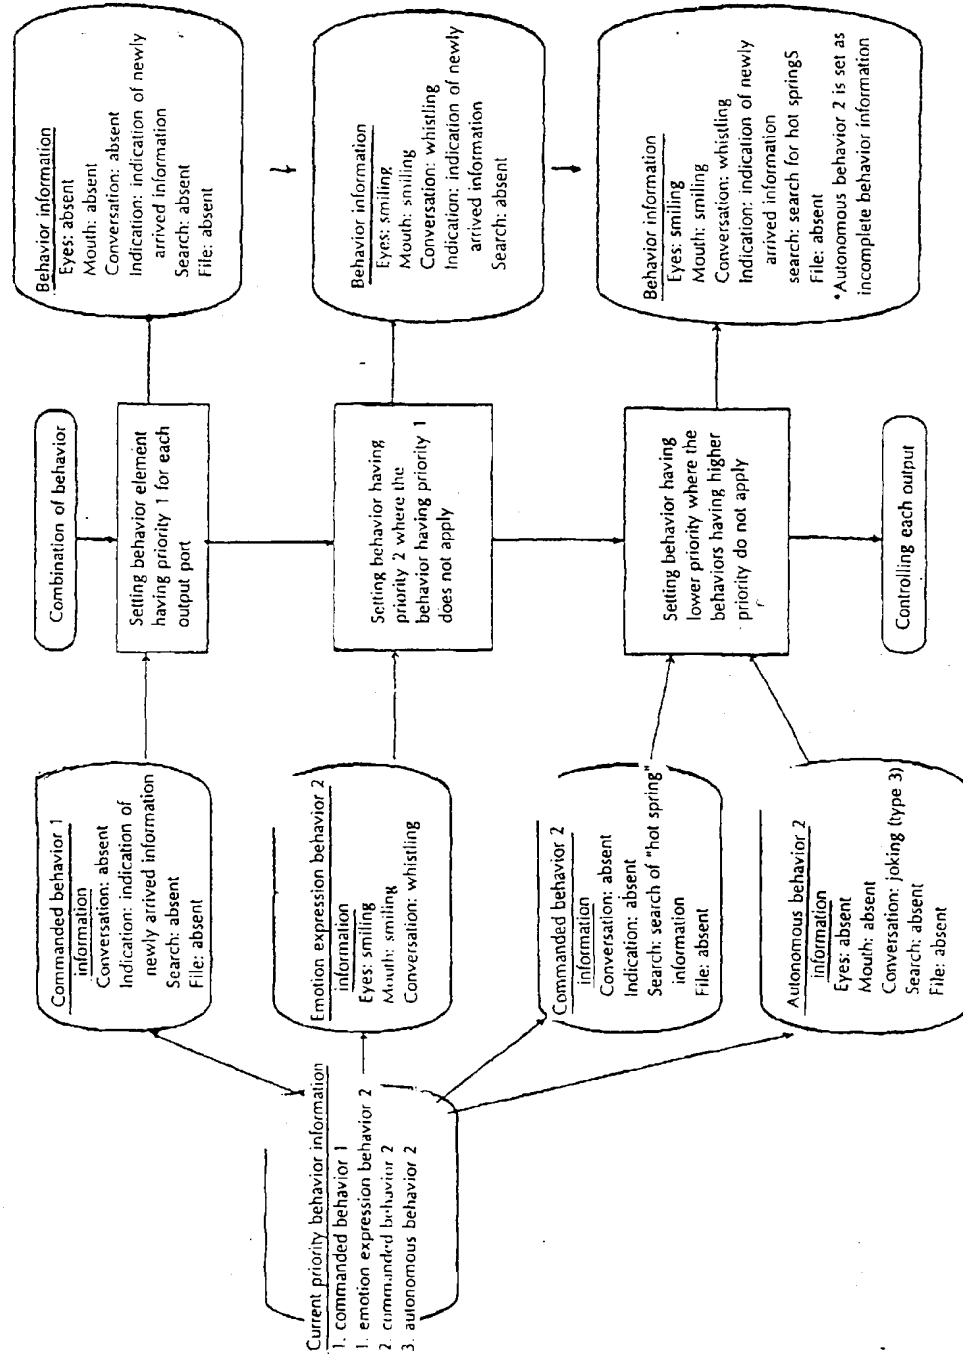 Current priority behavior information
1. commanded behavior 1
1. emotion expression behavior 2
2. commanded behavior 2
3. autonomous behavior 2
Commanded behavior 1
information
Conversation: absent
Indication: indication of
newly arrived information
Search: absent
File: absent
Emotion expression behavior 2
information
Eyes: smiling
Mouth: smiling
Conversation: whistling
Commanded behavior 2
information
Conversation: absent
Indication: absent
Search: search of "hot spring"
information
File: absent
Autonomous behavior 2
information
Eyes: absent
Mouth: absent
Conversation: joking (type 3)
Search: absent
File: absent
Combination of behavior
Setting behavior element
having priority 1 for each
output port
Setting behavior having
priority 2 where the
behavior having priority 1
does not apply
Setting behavior having
lower priority where the
behaviors having higher
priority do not apply
Controlling each output
Behavior information
Eyes: absent
Mouth: absent
Conversation: absent
Indication: indication of newly
arrived information
Search: absent
File: absent
Behavior information
Eyes: smiling
Mouth: smiling
Conversation: whistling
Indication: indication of newly
arrived information
Search: absent
Behavior information
Eyes: smiling
Mouth: smiling
Conversation: whistling
Indication: indication of newly
arrived information
search: search for hot springS
File: absent
*Autonomous behavior 2 is set as
incomplete behavior information